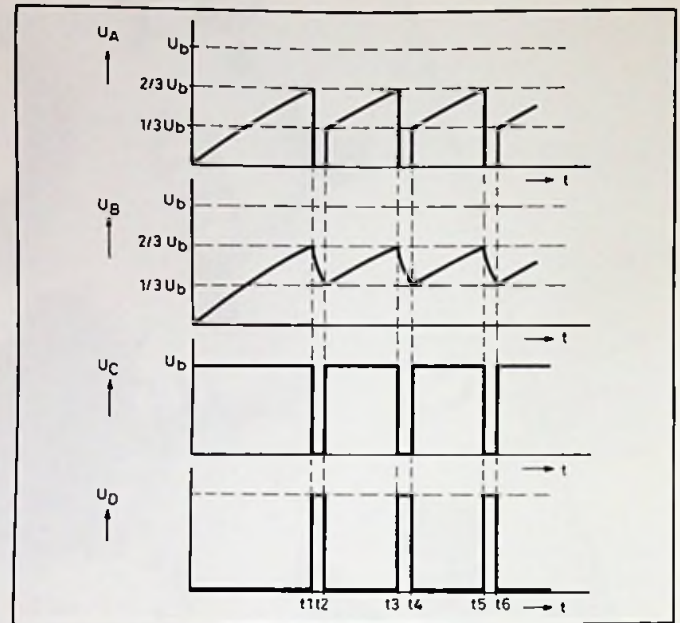 U_A
U_b
2/3 U_b
1/3 U_b
t
U_B
U_b
2/3 U_b
1/3 U_b
t
U_C
U_b
t
U_D
t1 t2 t3 t4 t5 t6 t